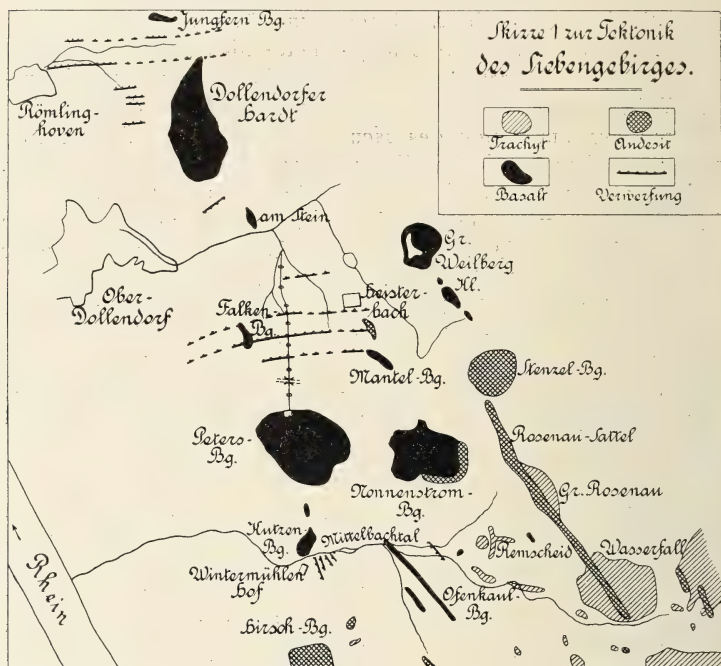 Jungfern Bg.
Skizze 1 zur Tektonik
des Siebengebirges.
Trachyt
Andesit
Basalt
Verwerfung
Römling-
hoven
Dollendorfer
Hardt
am Stein
Gr.
Weilberg
Kl.
Ober-
Dollendorf
Falken-
Bg.
Heister-
bach
Mantel-Bg.
Stenzel-Bg.
Peters-
Bg.
Rosenau-Sattel
Nonnenstrom-
Bg.
Gr. Rosenau
Kutzen-
Bg.
Mittelbachtal
Remscheid
Wasserfall
Rhein
Wintermühlen
Hof
Ofenkaul-
Bg.
Hirsch-Bg.